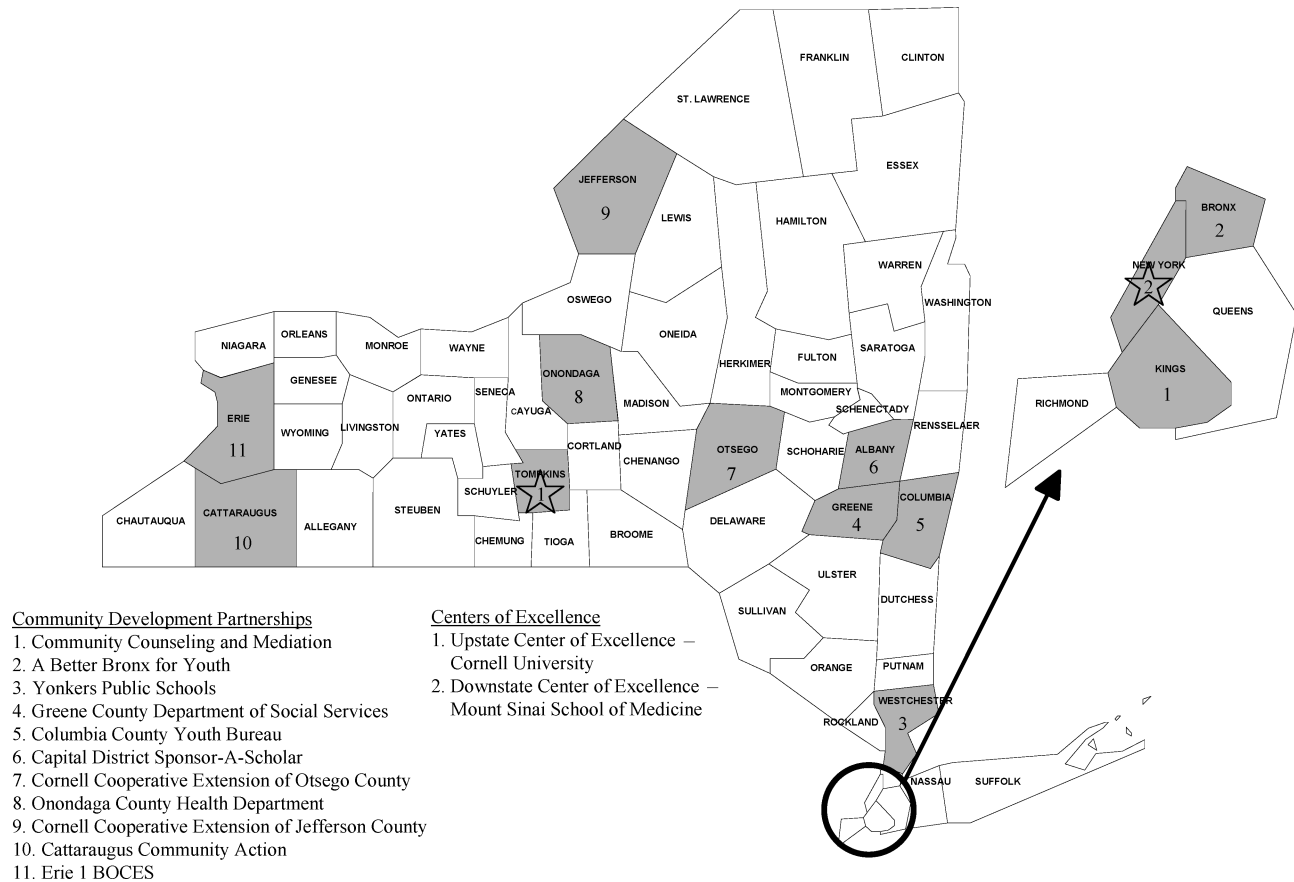 FRANKLIN
CLINTON
ST. LAWRENCE
ESSEX
JEFFERSON
9
LEWIS
HAMILTON
BRONX
2
WARREN
NEW YORK
2
OSWEGO
WASHINGTON
QUEENS
NIAGARA
ORLEANS
MONROE
WAYNE
ONEIDA
SARATOGA
HERKIMER
FULTON
GENESEE
ONONDAGA
8
KINGS
1
SENECA
ONTARIO
MONTGOMERY
MADISON
CAYUGA
SCHENECTADY
RICHMOND
ERIE
11
WYOMING
LIVINGSTON
YATES
RENSSELAER
CORTLAND
CHENANGO
OTSEGO
7
SCHOHARIE
ALBANY
6
TOMPKINS
1
SCHUYLER
COLUMBIA
5
GREENE
4
CHAUTAUQUA
CATTARAUGUS
10
ALLEGANY
STEUBEN
CHEMUNG
TIOGA
BROOME
DELAWARE
ULSTER
SULLIVAN
DUTCHESS
ORANGE
PUTNAM
WESTCHESTER
3
ROCKLAND
NASSAU
SUFFOLK
Community Development Partnerships
1. Community Counseling and Mediation
2. A Better Bronx for Youth
3. Yonkers Public Schools
4. Greene County Department of Social Services
5. Columbia County Youth Bureau
6. Capital District Sponsor-A-Scholar
7. Cornell Cooperative Extension of Otsego County
8. Onondaga County Health Department
9. Cornell Cooperative Extension of Jefferson County
10. Cattaraugus Community Action
11. Erie 1 BOCES
Centers of Excellence
1. Upstate Center of Excellence –
Cornell University
2. Downstate Center of Excellence –
Mount Sinai School of Medicine